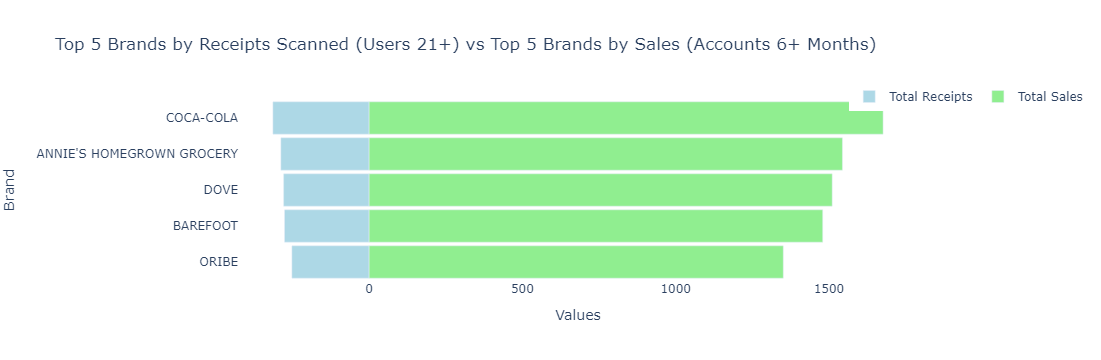 Top 5 Brands by Receipts Scanned (Users 21+) vs Top 5 Brands by Sales (Accounts 6+ Months)
Total Receipts
Total Sales
Brand
COCA-COLA
ANNIE'S HOMEGROWN GROCERY
DOVE
BAREFOOT
ORIBE
0 500 1000 1500
Values